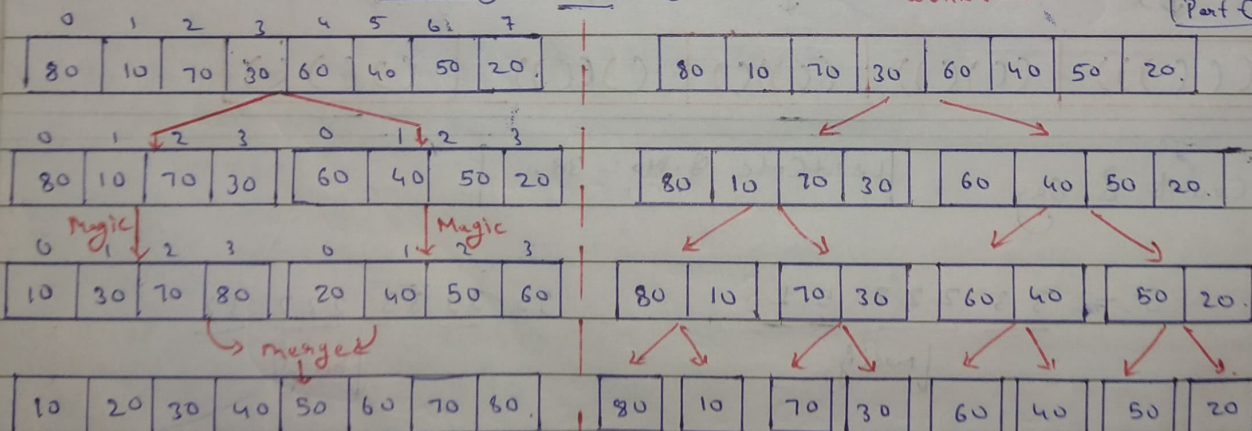 (Part
0 1 2 3 4 5 6 7
80 10 70 30 60 40 50 20.
0 1 2 3 0 1 2 3
80 10 70 30 60 40 50 20
Magic Magic
0 1 2 3 0 1 2 3
10 30 70 80 20 40 50 60
merge
10 20 30 40 50 60 70 80.
80 10 70 30 60 40 50 20.
80 10 70 30 60 40 50 20.
80 10 70 30 60 40 50 20.
80 10 70 30 60 40 50 20